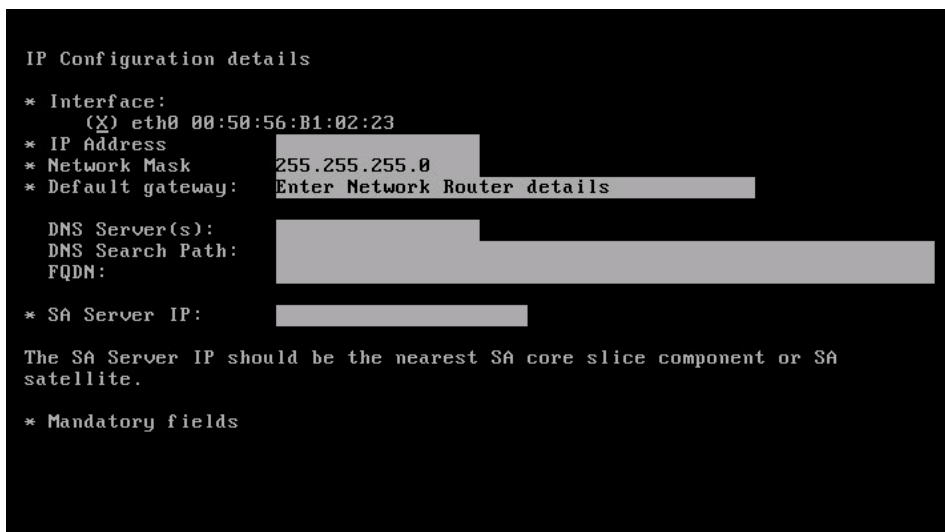 IP Configuration details
* Interface:
(X) eth0 00:50:56:B1:02:23
* IP Address
* Network Mask 255.255.255.0
* Default gateway: Enter Network Router details
DNS Server(s):
DNS Search Path:
FQDN:
* SA Server IP:
The SA Server IP should be the nearest SA core slice component or SA
satellite.
* Mandatory fields